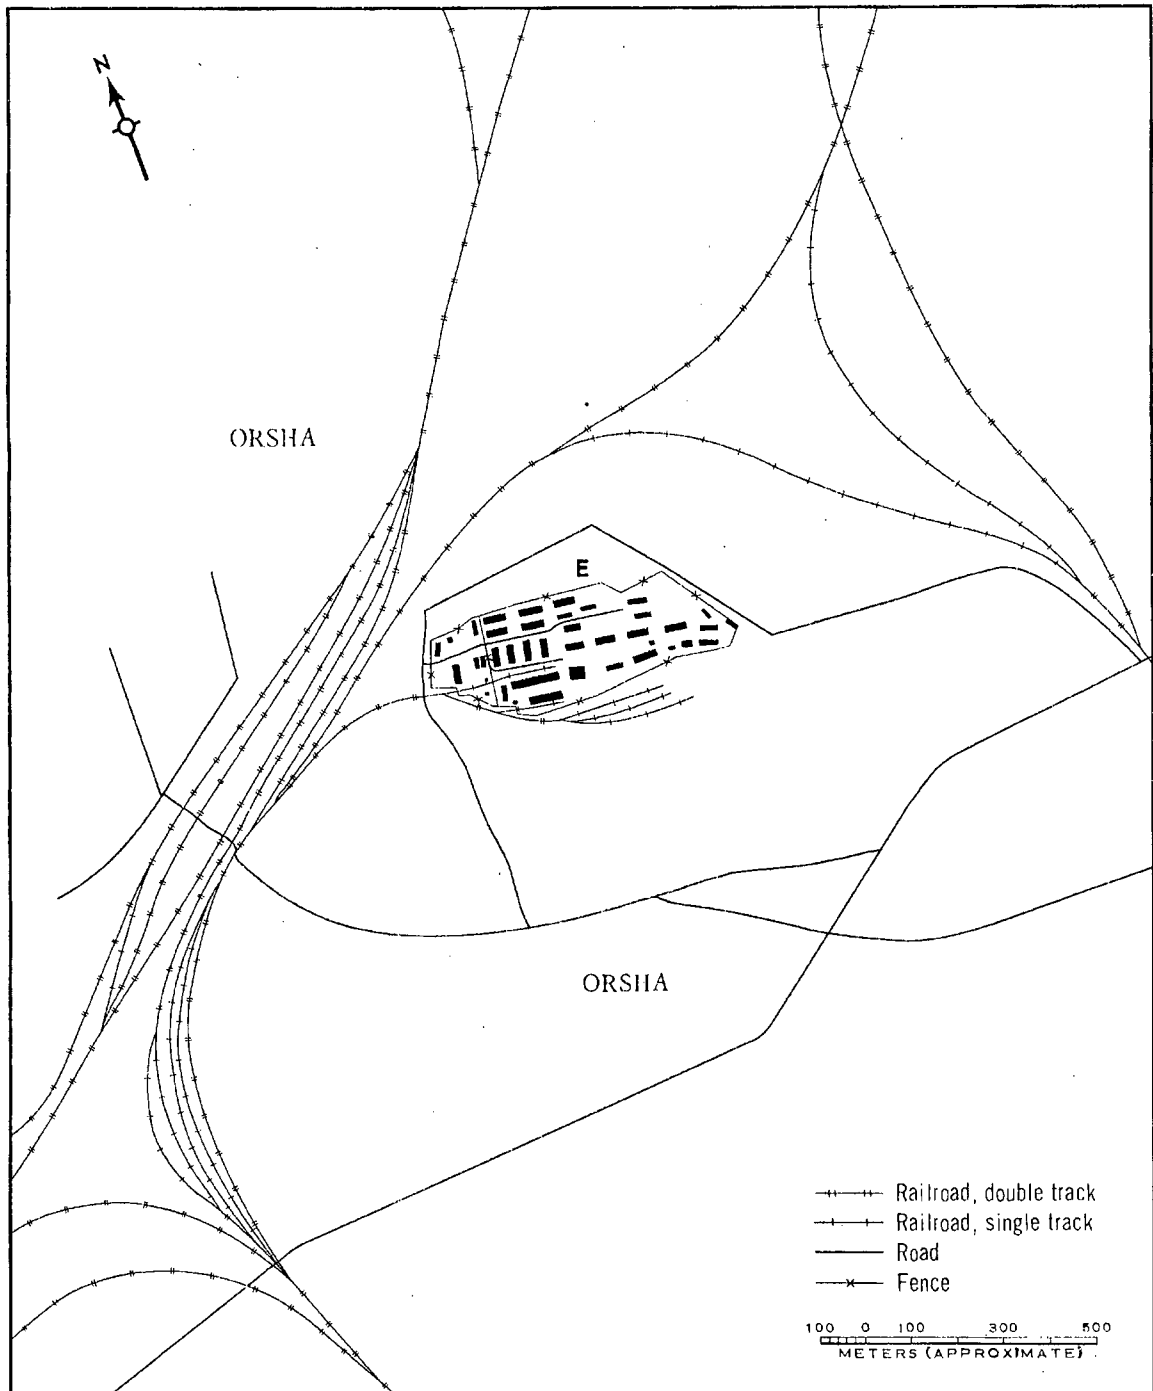 N
ORSHA
E
ORSHA
Railroad, double track
Railroad, single track
Road
Fence
100 0 100 300 500
METERS (APPROXIMATE)